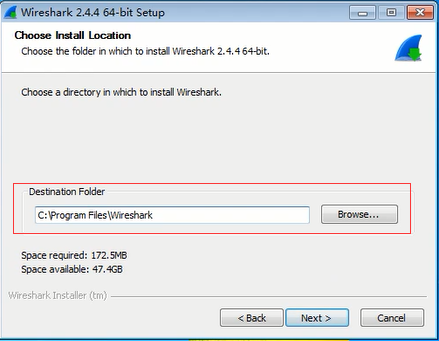 Wireshark 2.4.4 64-bit Setup
Choose Install Location
Choose the folder in which to install Wireshark 2.4.4 64-bit.
Choose a directory in which to install Wireshark.
Destination Folder
C:\Program Files\Wireshark
Browse...
Space required: 172.5MB
Space available: 47.4GB
Wireshark Installer (tm)
< Back Next > Cancel